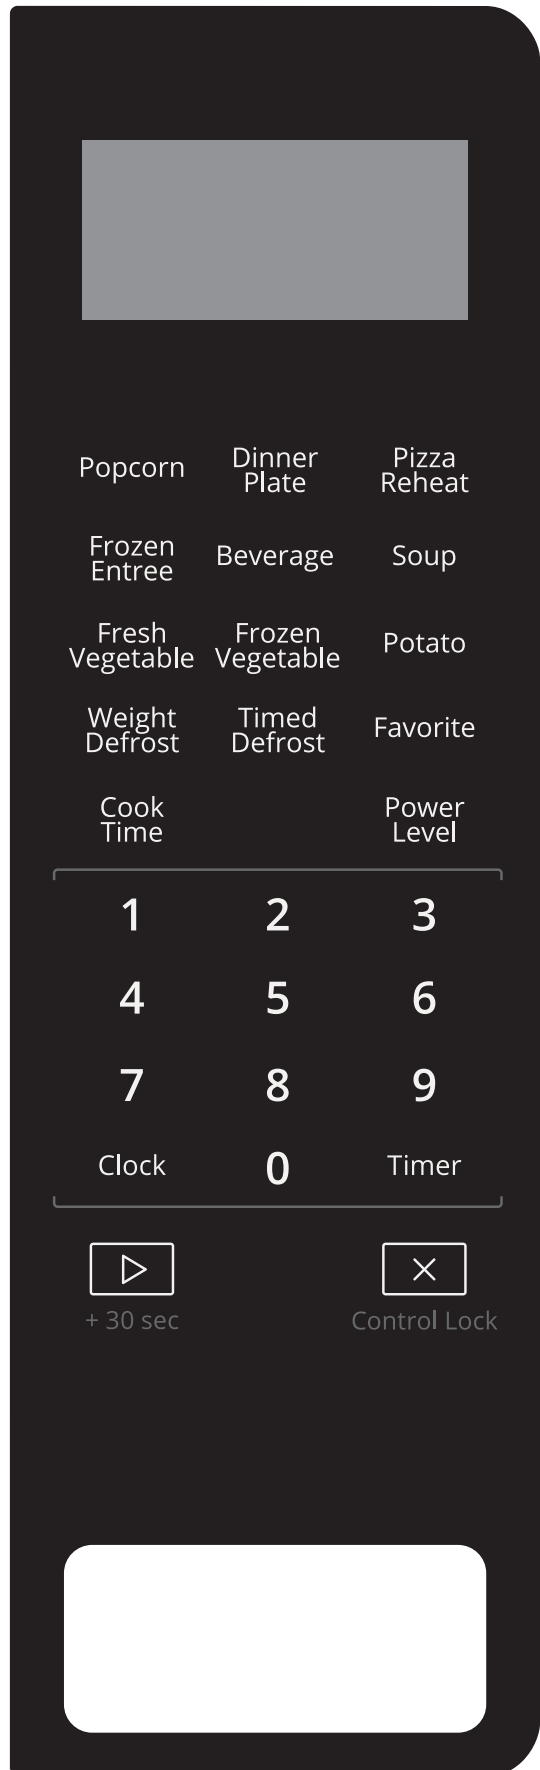 Popcorn
Dinner
Plate
Pizza
Reheat
Frozen
Entree
Beverage
Soup
Fresh
Vegetable
Frozen
Vegetable
Potato
Weight
Defrost
Timed
Defrost
Favorite
Cook
Time
Power
Level
1 2 3
4 5 6
7 8 9
Clock 0 Timer
+ 30 sec
Control Lock